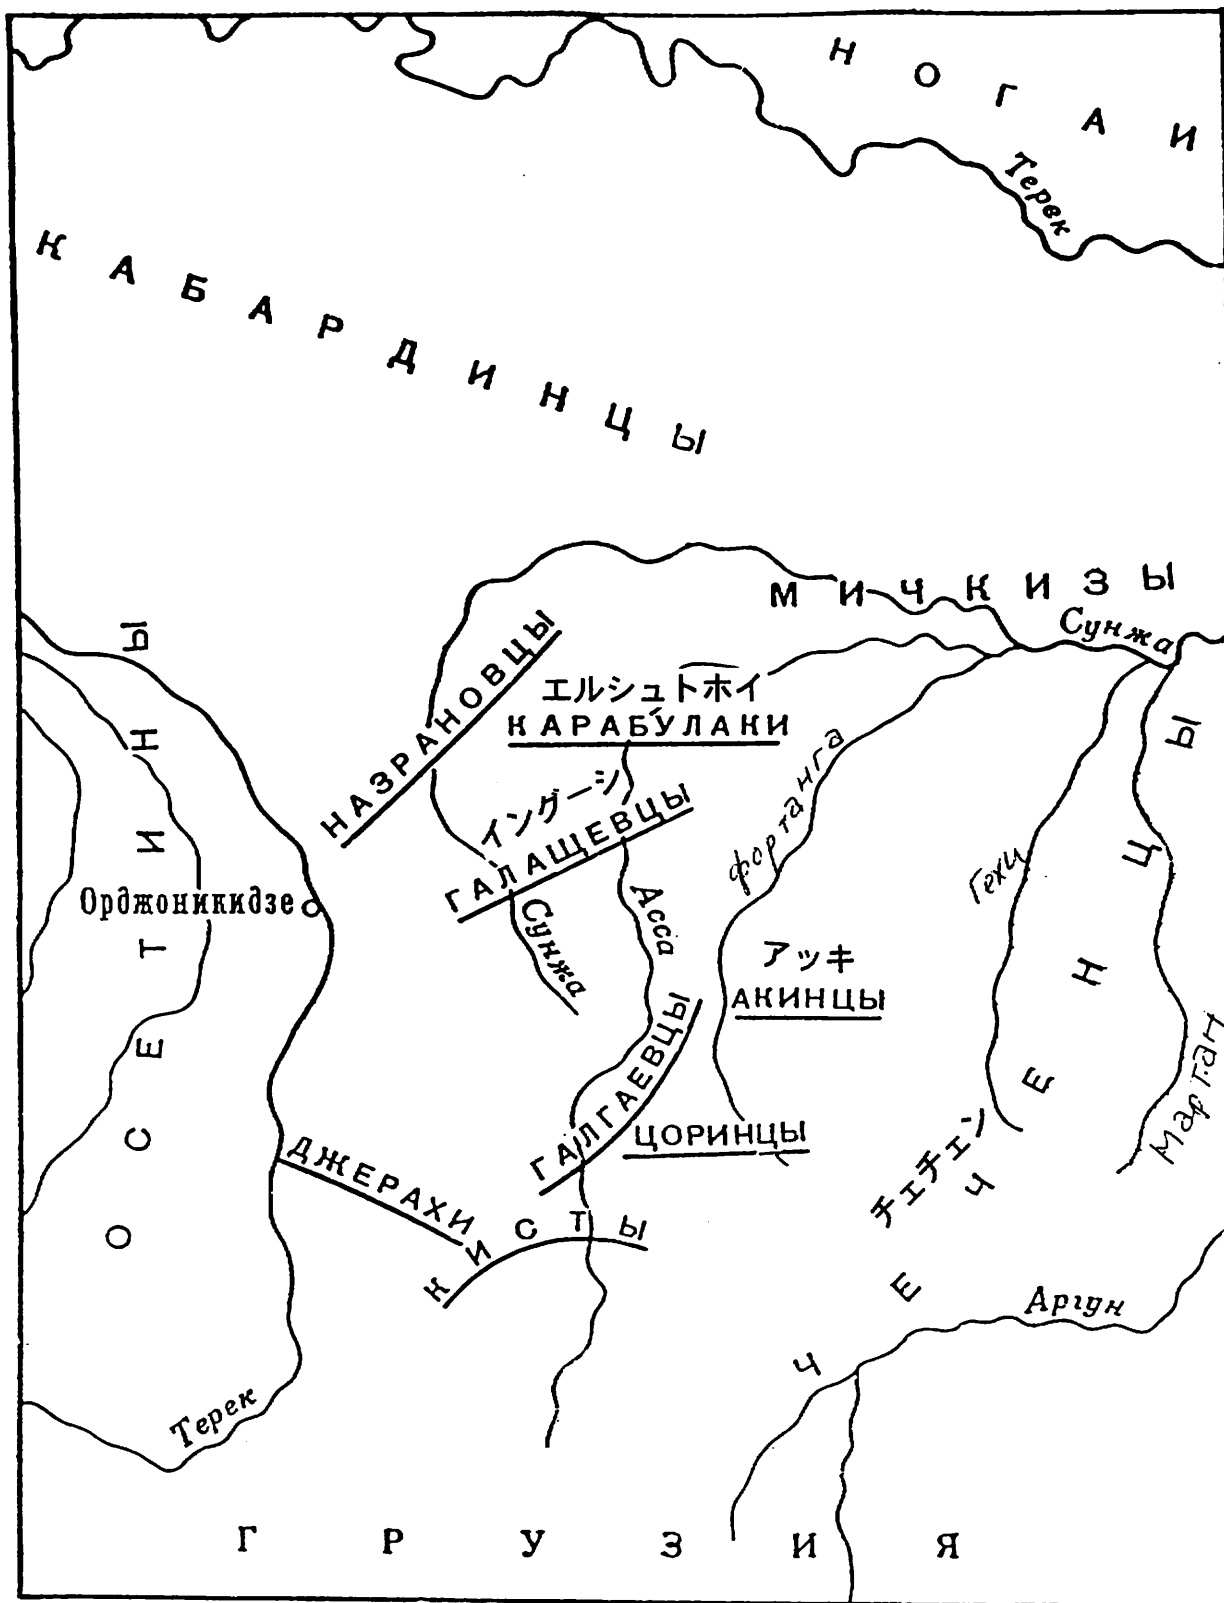 НОГАИ
Терек
КАБАРДИНЦЫ
МИЧКИЗЫ
Сунжа
НАЗРАНОВЦЫ
エルシュトホイ
КАРАБУЛАКИ
イングーシ
ГАЛАШЕВЦЫ
фортанга
Гехи
Орджоникидзе
ОСЕТИНЫ
Сунжа
Асса
アッキ
АКИНЦЫ
ГАЛГАЕВЦЫ
ЦОРИНЦЫ
Мартан
チェチェン
ЧЕЧЕНЦЫ
ДЖЕРАХИ
КИСТЫ
Аргун
Терек
ГРУЗИЯ